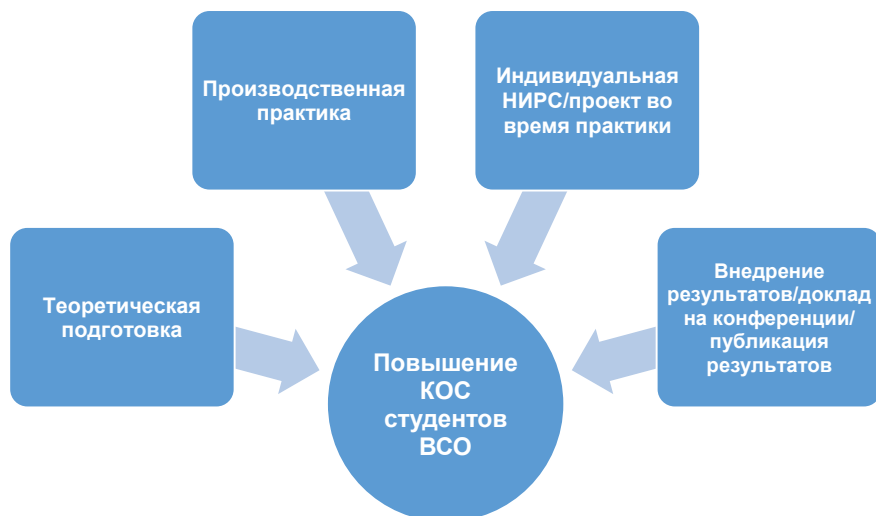 Производственная
практика
Индивидуальная
НИРС/проект во
время практики
Теоретическая
подготовка
Внедрение
результатов/доклад
на конференции/
публикация
результатов
Повышение
КОС
студентов
ВСО